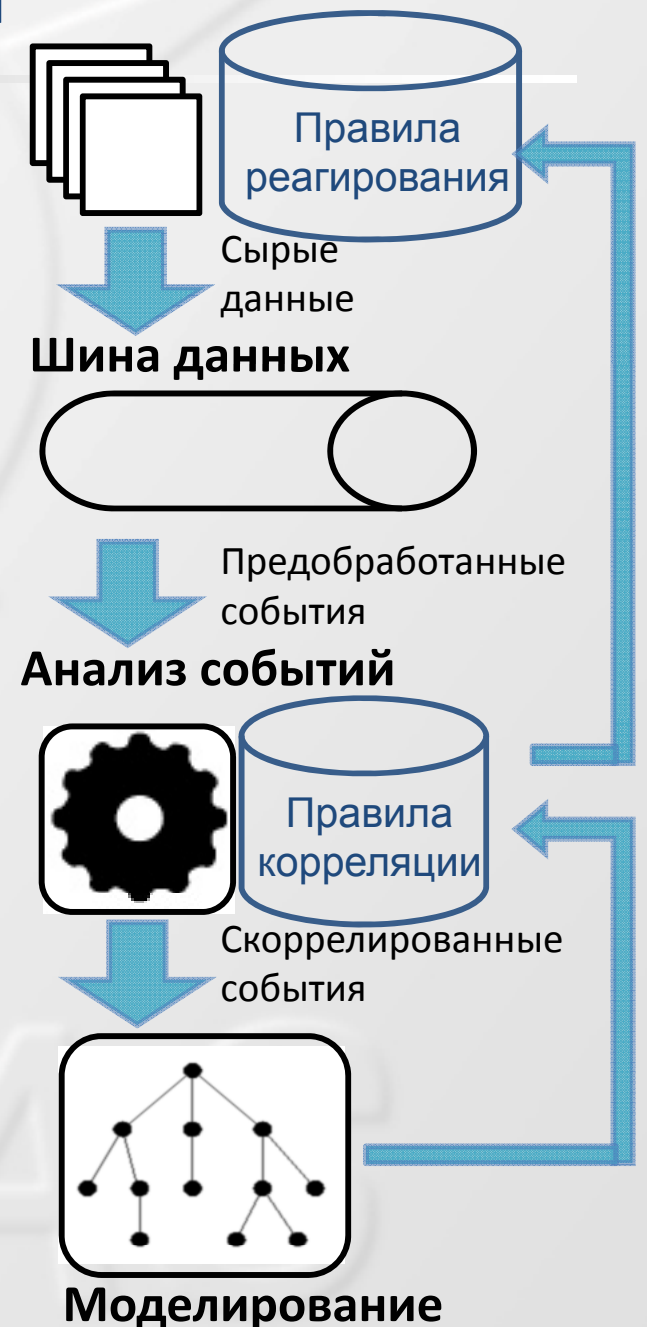 Правила
реагирования
Сырые
данные
Шина данных
Предобработанные
события
Анализ событий
Правила
корреляции
Скоррелированные
события
Моделирование